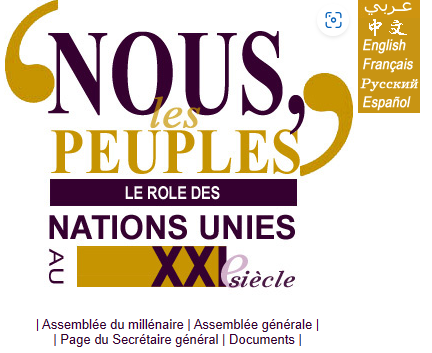 NOUS,
les
PEUPLES
LE ROLE DES
NATIONS UNIES
AU
XXIe siècle
عربي
中文
English
Français
Русский
Español
| Assemblée du millénaire | Assemblée générale |
| Page du Secrétaire général | Documents |